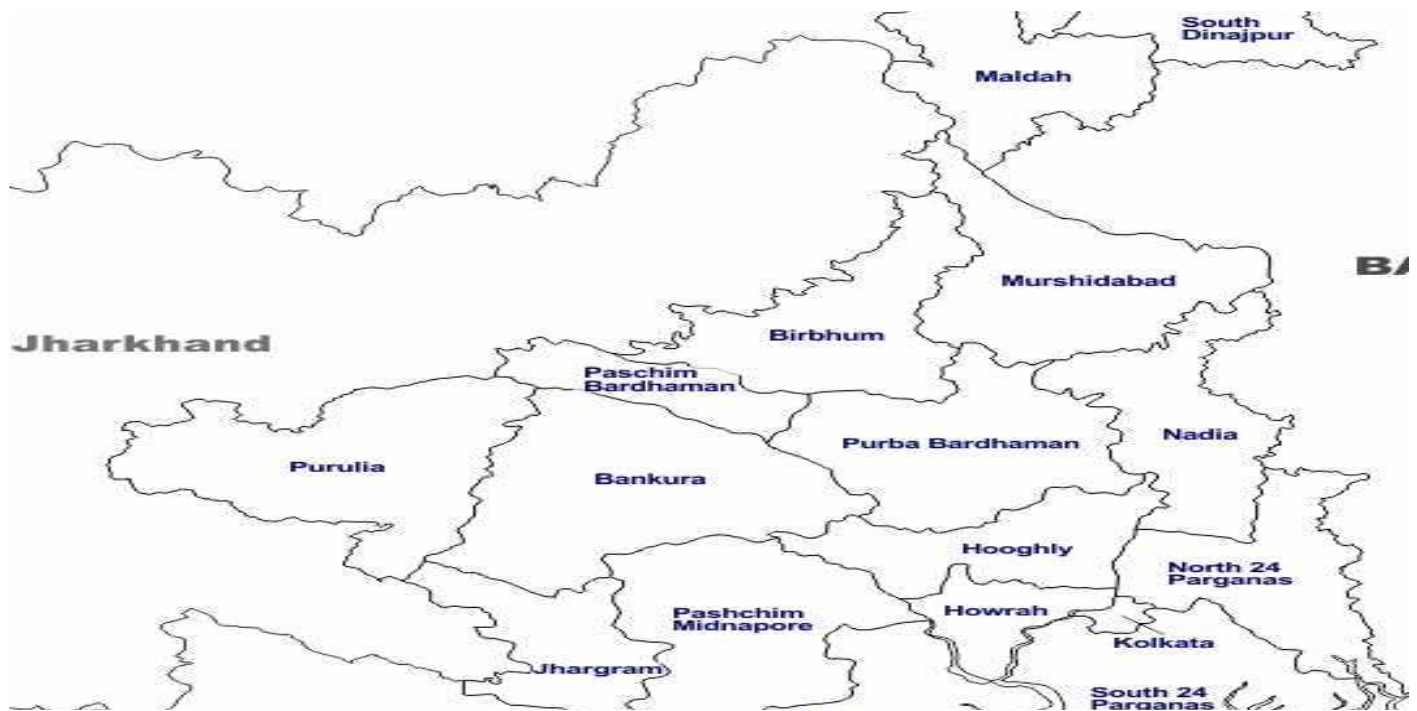 South
Dinajpur
Maldah
BA
Murshidabad
Jharkhand
Birbhum
Paschim
Bardhaman
Purba Bardhaman
Nadia
Purulia
Bankura
Hooghly
North 24
Parganas
Howrah
Pashchim
Midnapore
Kolkata
Jhargram
South 24
Parganas